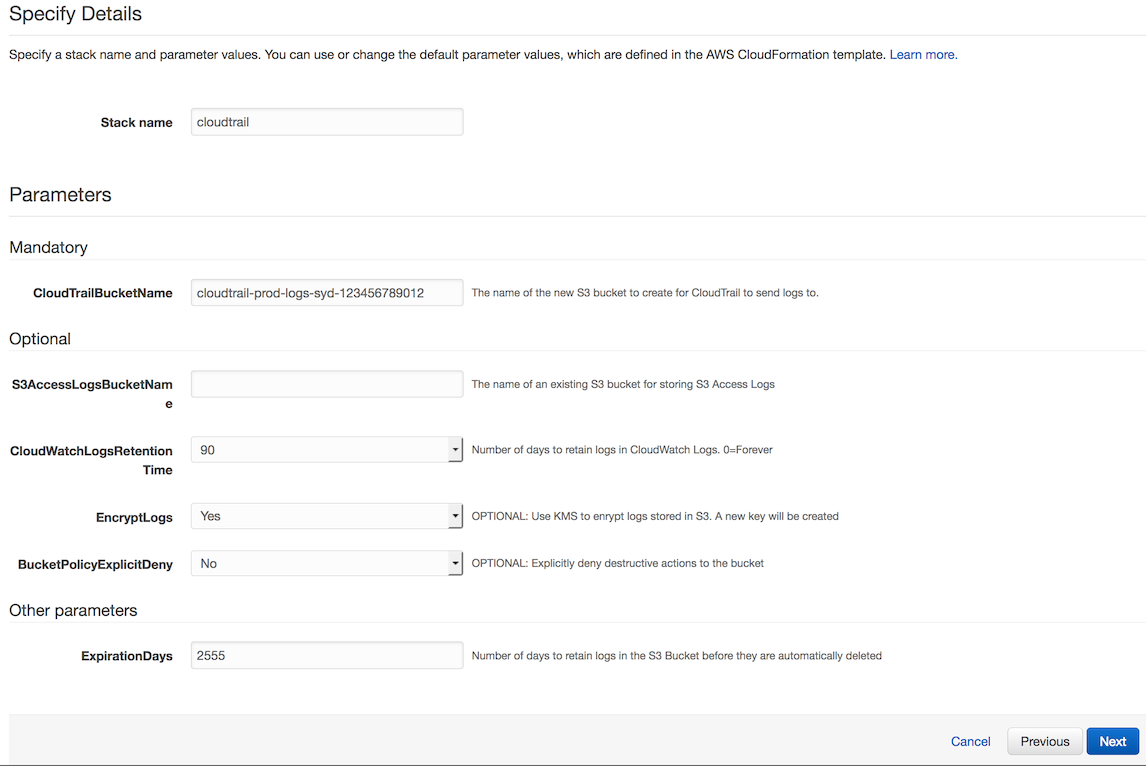 Specify Details
Specify a stack name and parameter values. You can use or change the default parameter values, which are defined in the AWS CloudFormation template. Learn more.
Stack name cloudtrail
Parameters
Mandatory
CloudTrailBucketName cloudtrail-prod-logs-syd-123456789012 The name of the new S3 bucket to create for CloudTrail to send logs to.
Optional
S3AccessLogsBucketNam The name of an existing S3 bucket for storing S3 Access Logs
e
CloudWatchLogsRetention 90 Number of days to retain logs in CloudWatch Logs. 0=Forever
Time
EncryptLogs Yes OPTIONAL: Use KMS to enrypt logs stored in S3. A new key will be created
BucketPolicyExplicitDeny No OPTIONAL: Explicitly deny destructive actions to the bucket
Other parameters
ExpirationDays 2555 Number of days to retain logs in the S3 Bucket before they are automatically deleted
Cancel Previous Next